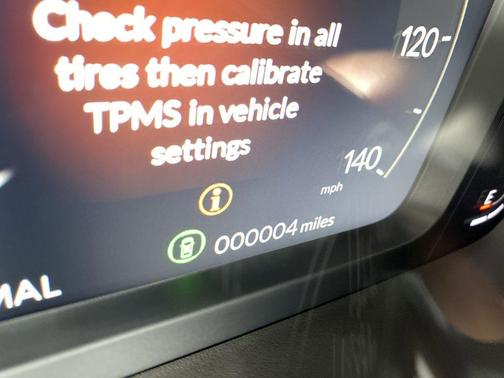 Check pressure in all
tires then calibrate
TPMS in vehicle
settings
120
140
mph
E
000004 miles
MAL